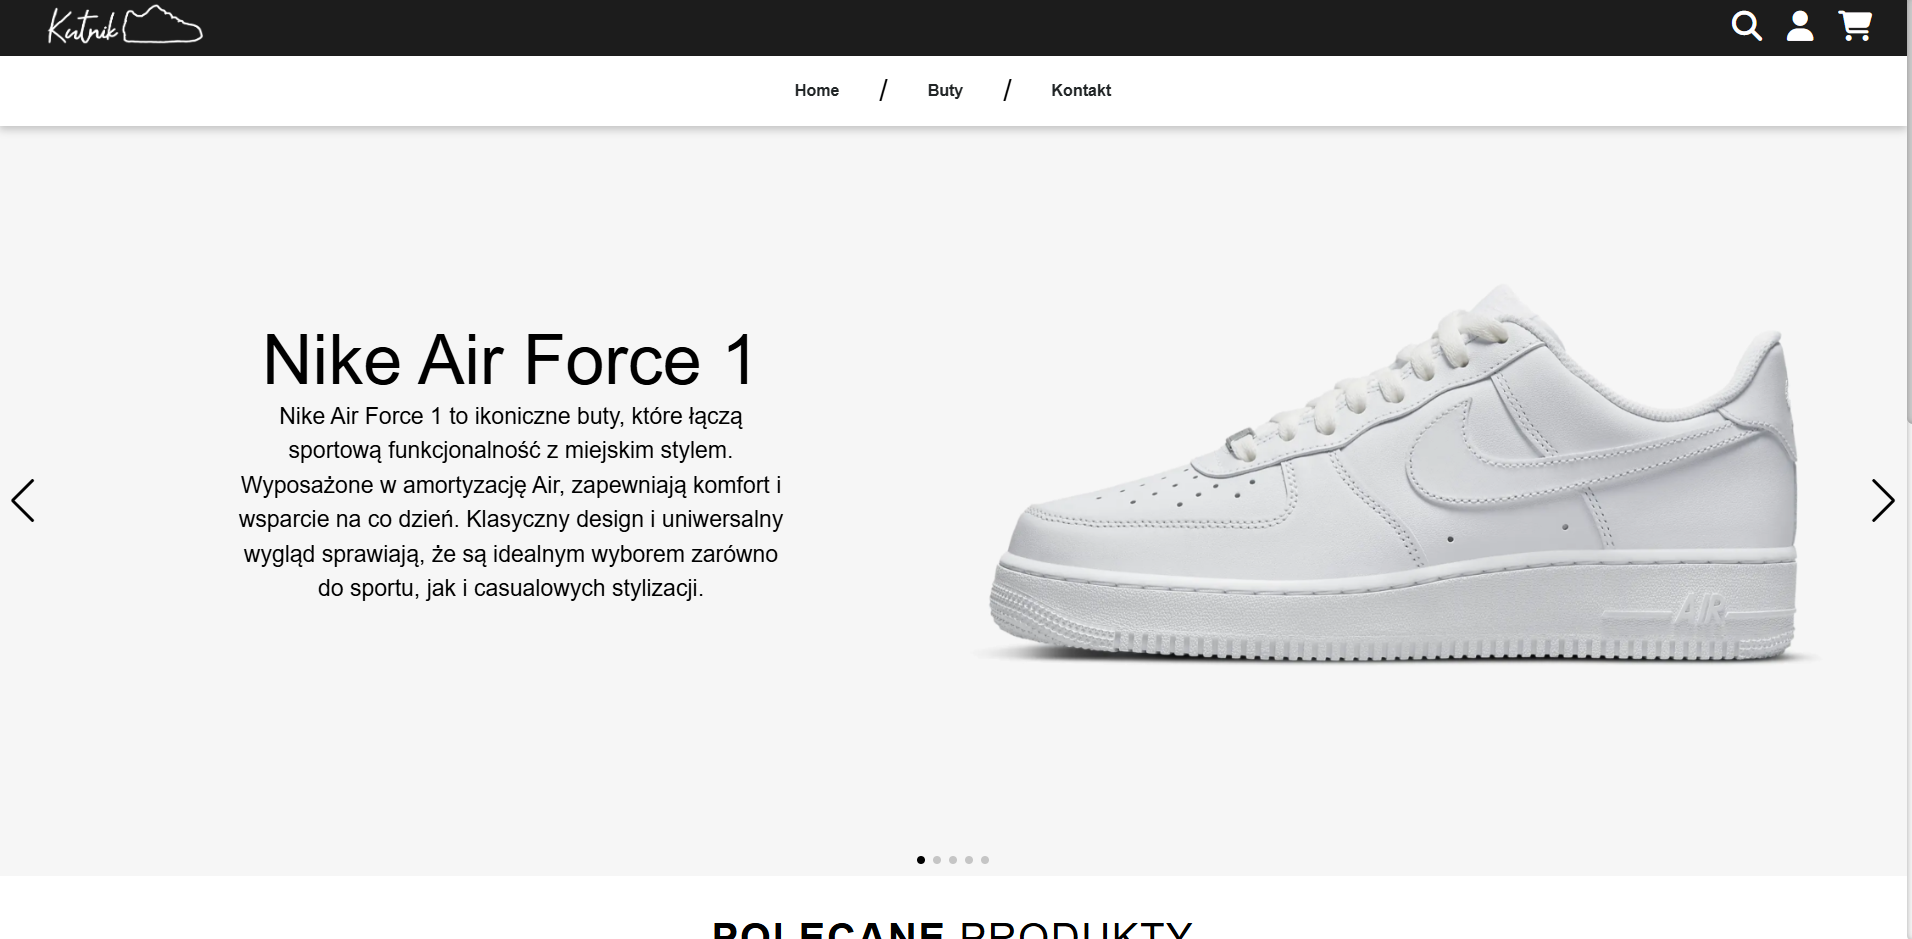 Kutnik
Home / Buty / Kontakt
Nike Air Force 1
Nike Air Force 1 to ikoniczne buty, które łączą
sportową funkcjonalność z miejskim stylem.
Wyposażone w amortyzację Air, zapewniają komfort i
wsparcie na co dzień. Klasyczny design i uniwersalny
wygląd sprawiają, że są idealnym wyborem zarówno
do sportu, jak i casualowych stylizacji.
AIR
POLECANE PRODUKTY